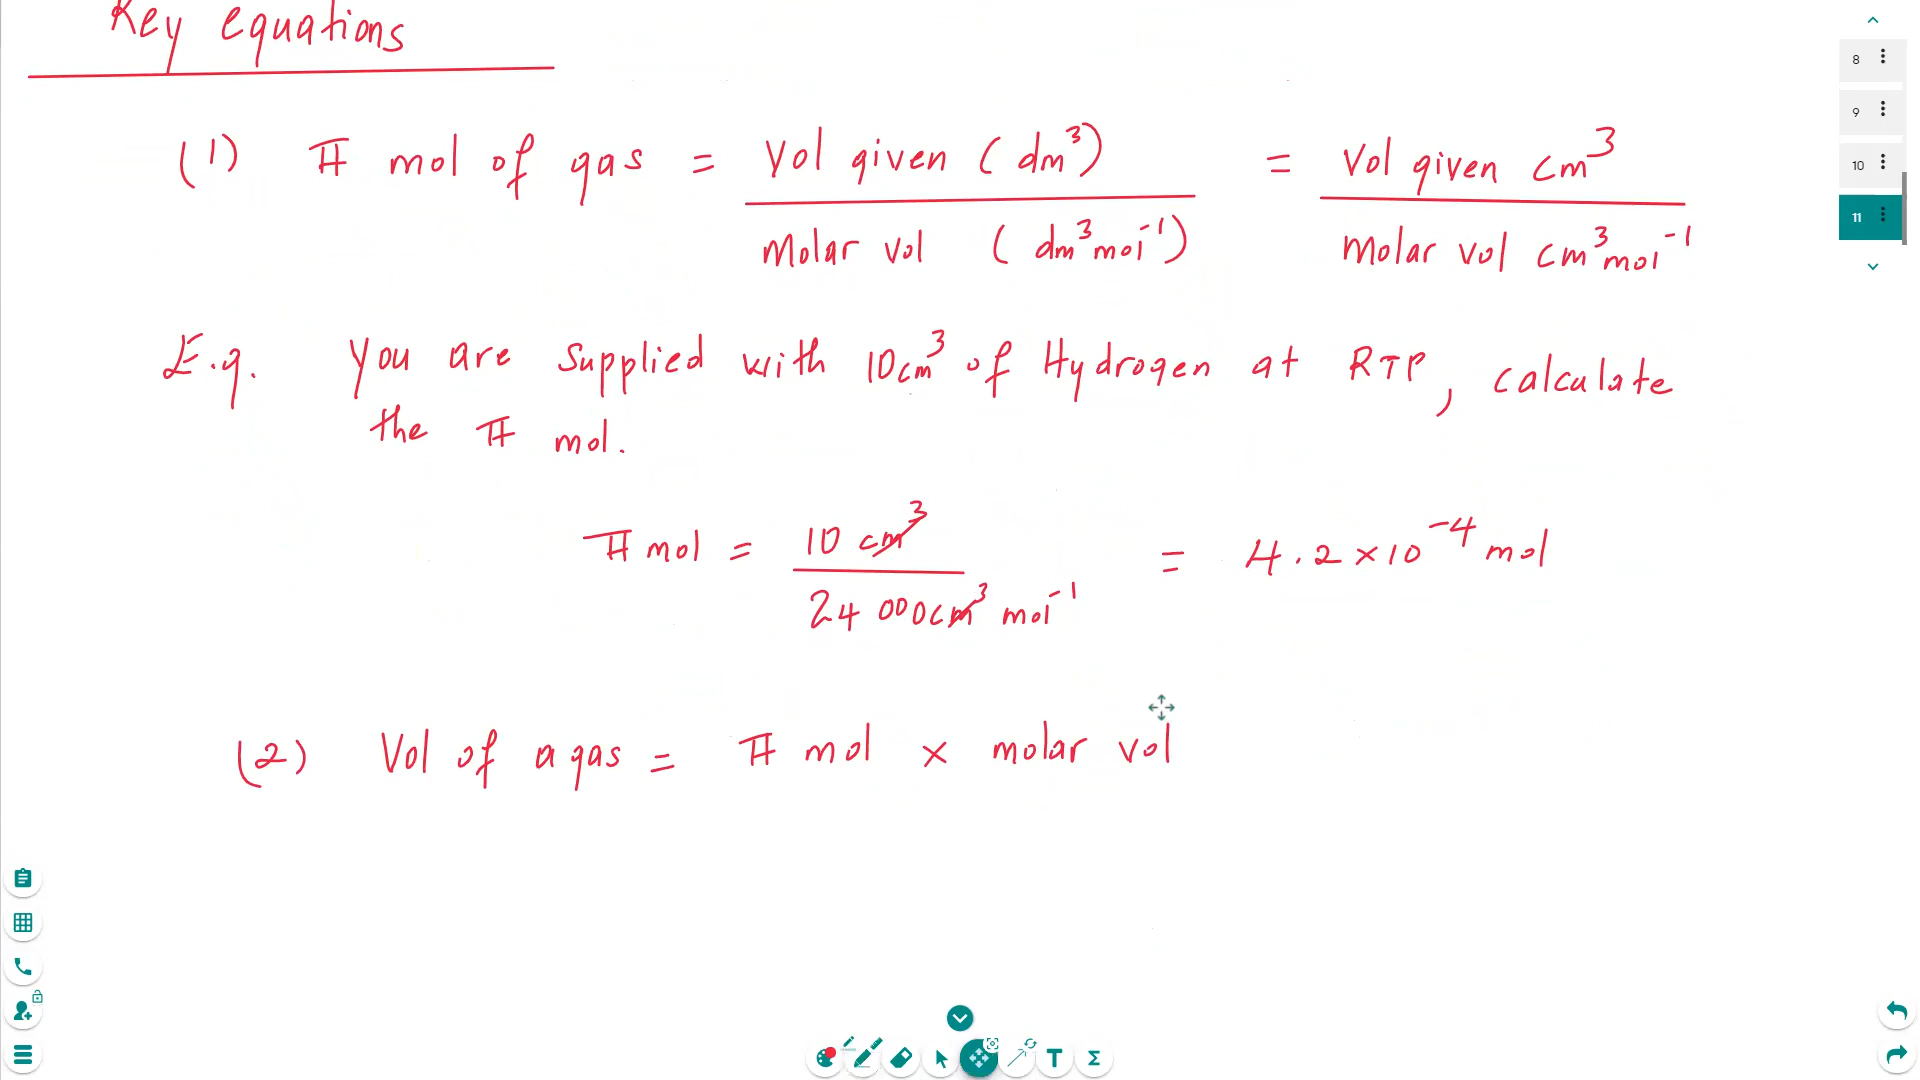 Key equations
(1) # mol of gas = Vol given (dm³) / Molar vol (dm³mol⁻¹) = Vol given cm³ / Molar vol cm³mol⁻¹
E.g. You are supplied with 10cm³ of Hydrogen at RTP, calculate
the # mol.
# mol = 10 cm³ / 24 000cm³ mol⁻¹ = 4.2 × 10⁻⁴ mol
(2) Vol of a gas = # mol × molar vol
8
9
10
11
T
Σ